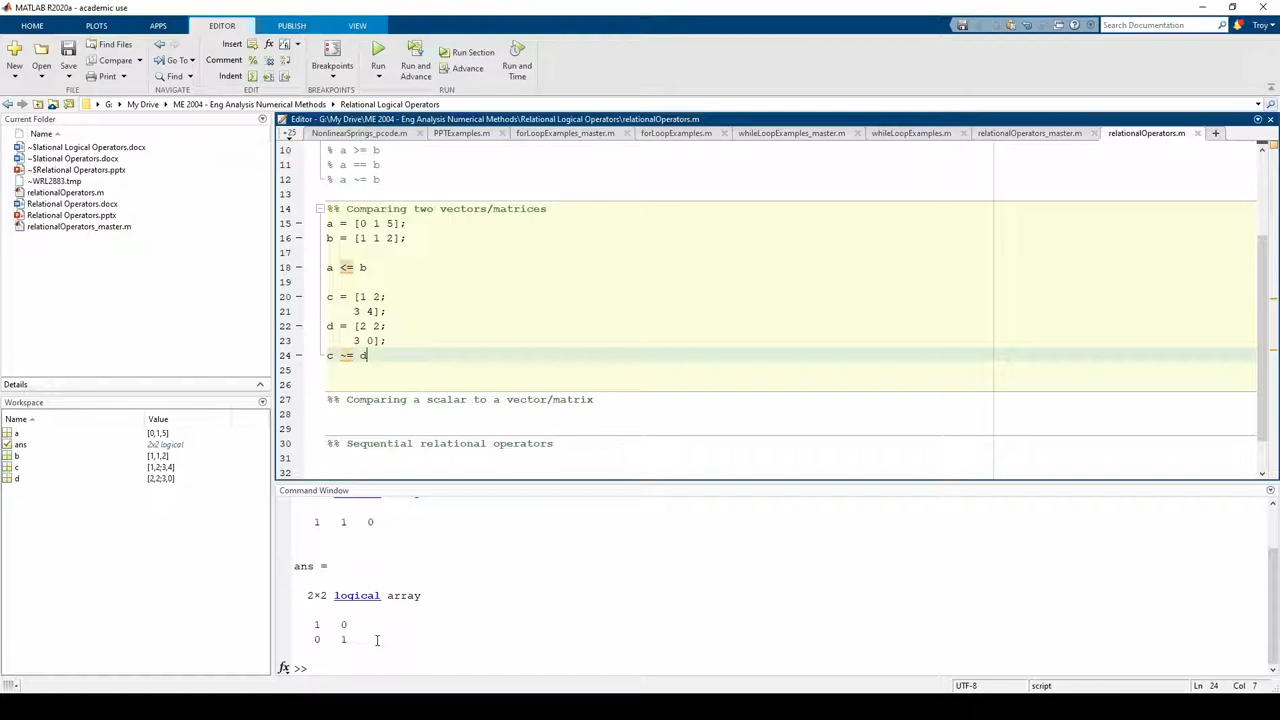 MATLAB R2020a - academic use
HOME PLOTS APPS EDITOR PUBLISH VIEW
Search Documentation Troy
Find Files
Insert fx
Compare
Go To
Comment %
Run Section
Print
Find
Indent
Advance
New Open Save Breakpoints Run Run and Advance Run and Time
FILE NAVIGATE EDIT BREAKPOINTS RUN
G: My Drive ME 2004 - Eng Analysis Numerical Methods Relational Logical Operators
Current Folder
Name
~$lational Logical Operators.docx
~$lational Operators.docx
~$Relational Operators.pptx
~WRL2883.tmp
relationalOperators.m
Relational Operators.docx
Relational Operators.pptx
relationalOperators_master.m
Details
Workspace
Name Value
a [0,1,5]
ans 2x2 logical
b [1,1,2]
c [1,2;3,4]
d [2,2;3,0]
Editor - G:\My Drive\ME 2004 - Eng Analysis Numerical Methods\Relational Logical Operators\relationalOperators.m
+25 NonlinearSprings_pcode.m PPTExamples.m forLoopExamples_master.m forLoopExamples.m whileLoopExamples_master.m whileLoopExamples.m relationalOperators_master.m relationalOperators.m
10 % a >= b
11 % a == b
12 % a ~= b
13
14 %% Comparing two vectors/matrices
15 a = [0 1 5];
16 b = [1 1 2];
17
18 a <= b
19
20 c = [1 2;
21 3 4];
22 d = [2 2;
23 3 0];
24 c ~= d
25
26
27 %% Comparing a scalar to a vector/matrix
28
29
30 %% Sequential relational operators
31
32
Command Window
1 1 0
ans =
2×2 logical array
1 0
0 1
fx >>
UTF-8 script Ln 24 Col 7